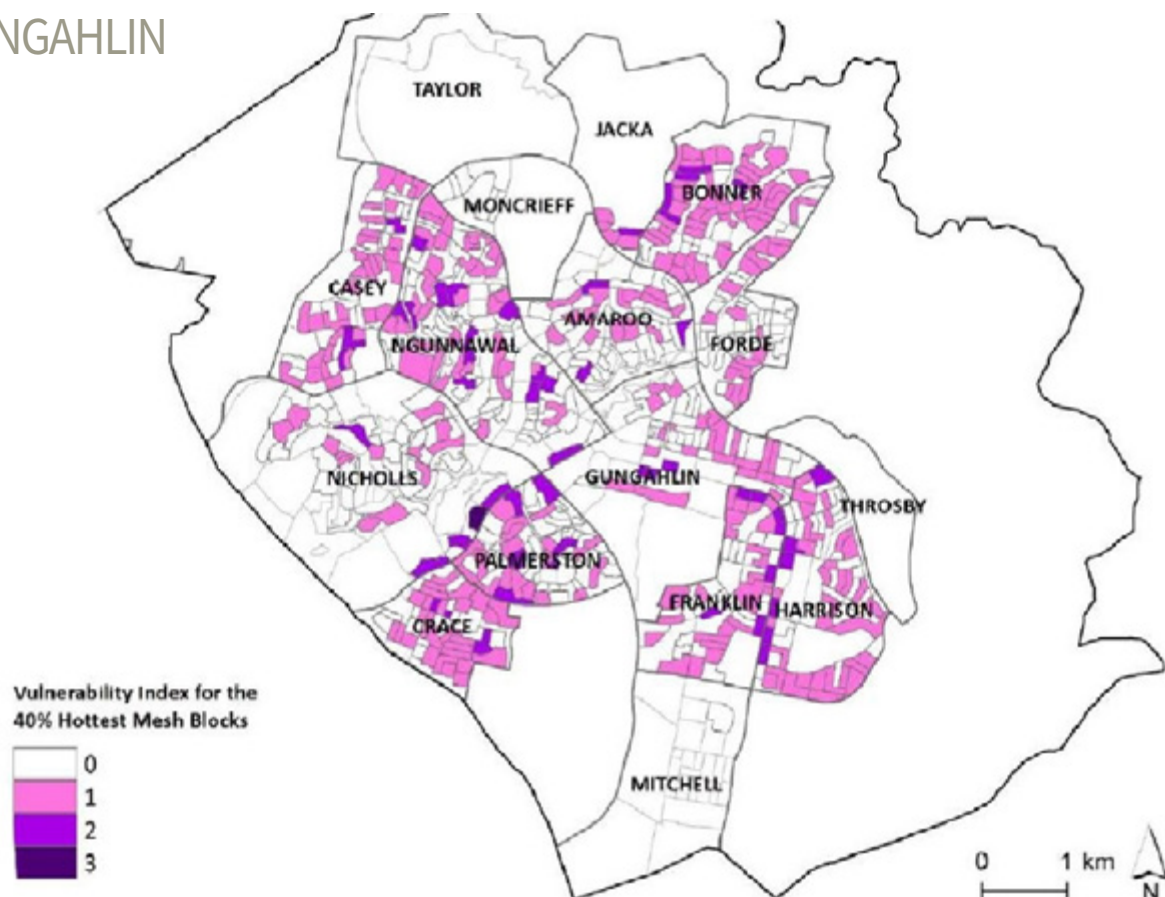 NGAHLIN
TAYLOR
JACKA
BONNER
MONCRIEFF
CASEY
AMAROO
NGUNNAWAL
FORDE
NICHOLLS
GUNGAHLIN
THROSBY
PALMERSTON
FRANKLIN
HARRISON
CRACE
MITCHELL
Vulnerability Index for the
40% Hottest Mesh Blocks
0
1
2
3
0 1 km
N